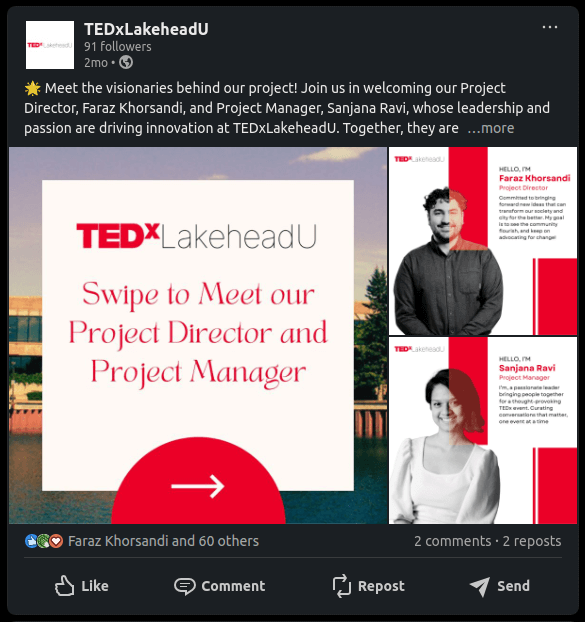 TEDxLakeheadU
TEDxLakeheadU
91 followers
2mo •
🌟 Meet the visionaries behind our project! Join us in welcoming our Project
Director, Faraz Khorsandi, and Project Manager, Sanjana Ravi, whose leadership and
passion are driving innovation at TEDxLakeheadU. Together, they are …more
TEDxLakeheadU
Swipe to Meet our
Project Director and
Project Manager
TEDxLakeheadU
HELLO, I'M
Faraz Khorsandi
Project Director
Committed to bringing
forward new ideas that can
transform our society and
city for the better. My goal
is to see the community
flourish, and keep on
advocating for change!
TEDxLakeheadU
HELLO, I'M
Sanjana Ravi
Project Manager
I'm, a passionate leader
bringing people together
for a thought-provoking
TEDx event. Curating
conversations that matter,
one event at a time
Faraz Khorsandi and 60 others
2 comments · 2 reposts
Like
Comment
Repost
Send